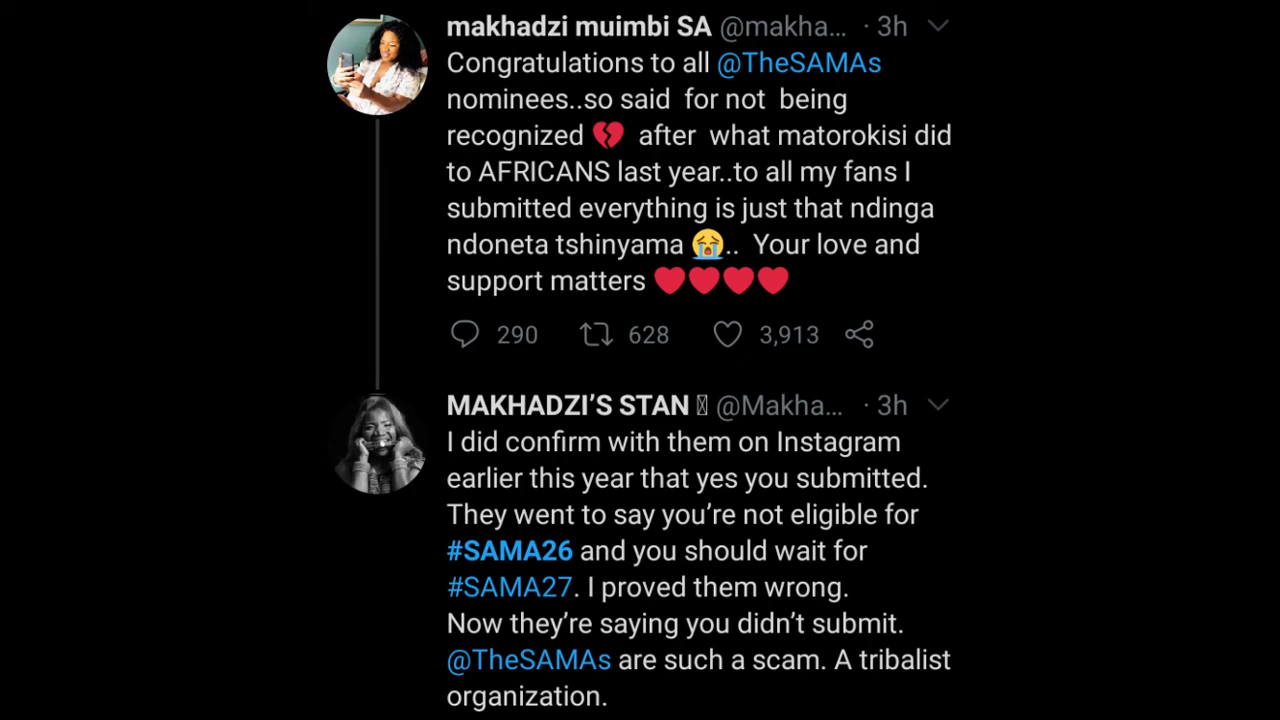 makhadzi muimbi SA @makha... · 3h
Congratulations to all @TheSAMAs
nominees..so said for not being
recognized 💔 after what matorokisi did
to AFRICANS last year..to all my fans I
submitted everything is just that ndinga
ndoneta tshinyama 😭.. Your love and
support matters ❤️❤️❤️❤️
290 628 3,913
MAKHADZI'S STAN @Makha... · 3h
I did confirm with them on Instagram
earlier this year that yes you submitted.
They went to say you're not eligible for
#SAMA26 and you should wait for
#SAMA27. I proved them wrong.
Now they're saying you didn't submit.
@TheSAMAs are such a scam. A tribalist
organization.